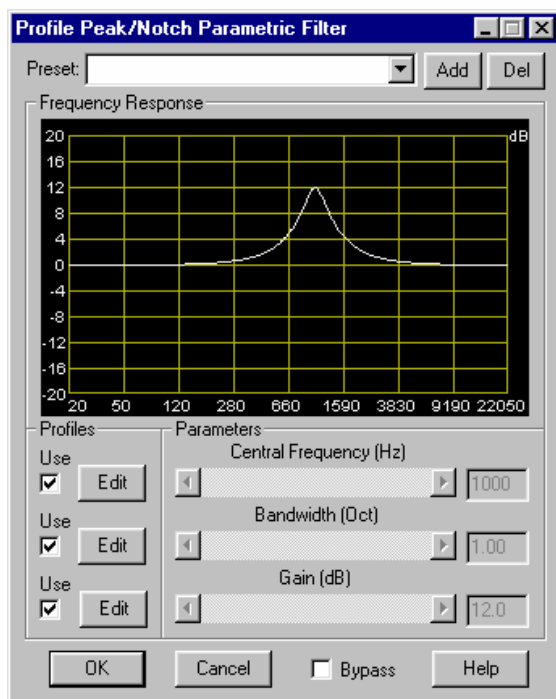 Profile Peak/Notch Parametric Filter
Preset: Add Del
Frequency Response
20 dB
16
12
8
4
0
-4
-8
-12
-16
-20
20 50 120 280 660 1590 3830 9190 22050
Profiles Parameters
Use Central Frequency (Hz)
Edit 1000
Use Bandwidth (Oct)
Edit 1.00
Use Gain (dB)
Edit 12.0
OK Cancel Bypass Help